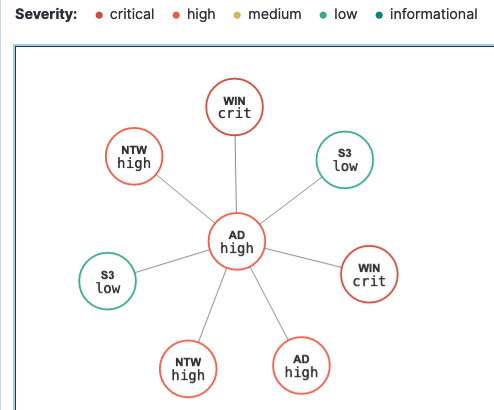 Severity: critical high medium low informational
WIN
crit
NTW
high
S3
low
AD
high
S3
low
WIN
crit
NTW
high
AD
high